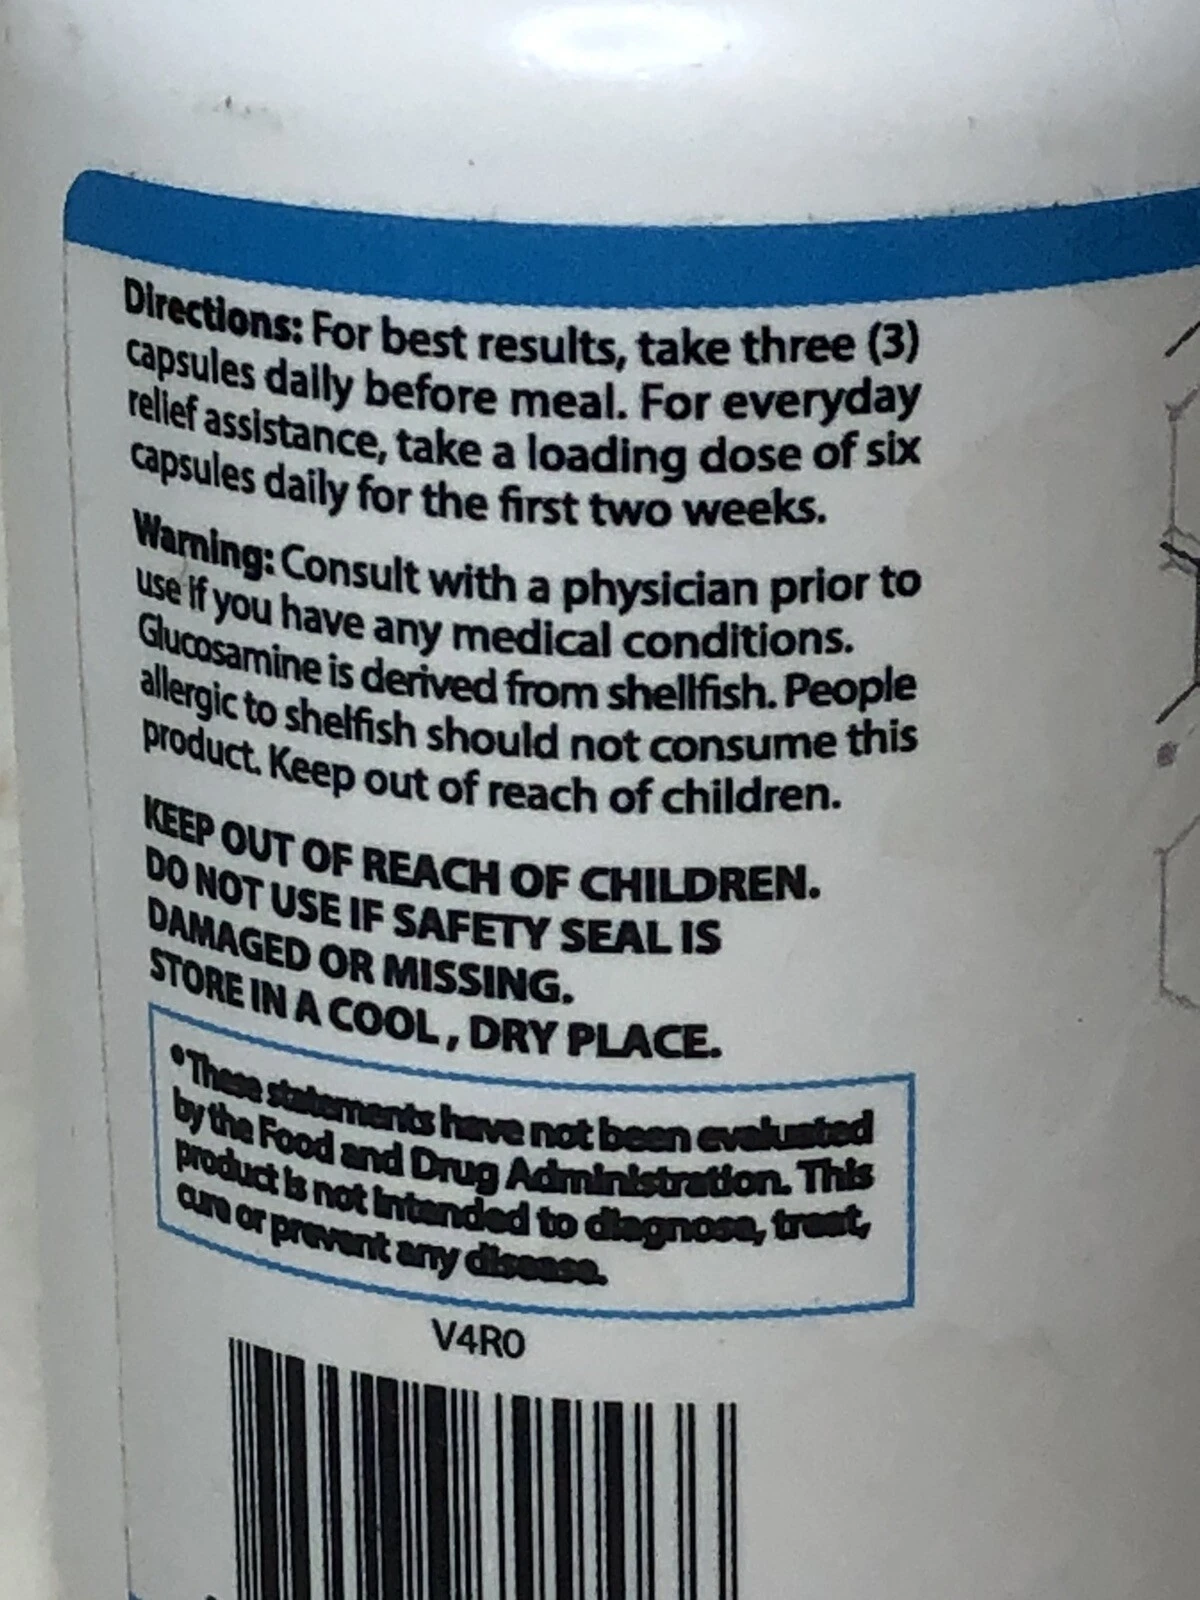 Directions: For best results, take three (3)
capsules daily before meal. For everyday
relief assistance, take a loading dose of six
capsules daily for the first two weeks.
Warning: Consult with a physician prior to
use if you have any medical conditions.
Glucosamine is derived from shellfish. People
allergic to shelfish should not consume this
product. Keep out of reach of children.
KEEP OUT OF REACH OF CHILDREN.
DO NOT USE IF SAFETY SEAL IS
DAMAGED OR MISSING.
STORE IN A COOL , DRY PLACE.
*These statements have not been evaluated
by the Food and Drug Administration. This
product is not intended to diagnose, treat,
cure or prevent any disease.
V4R0